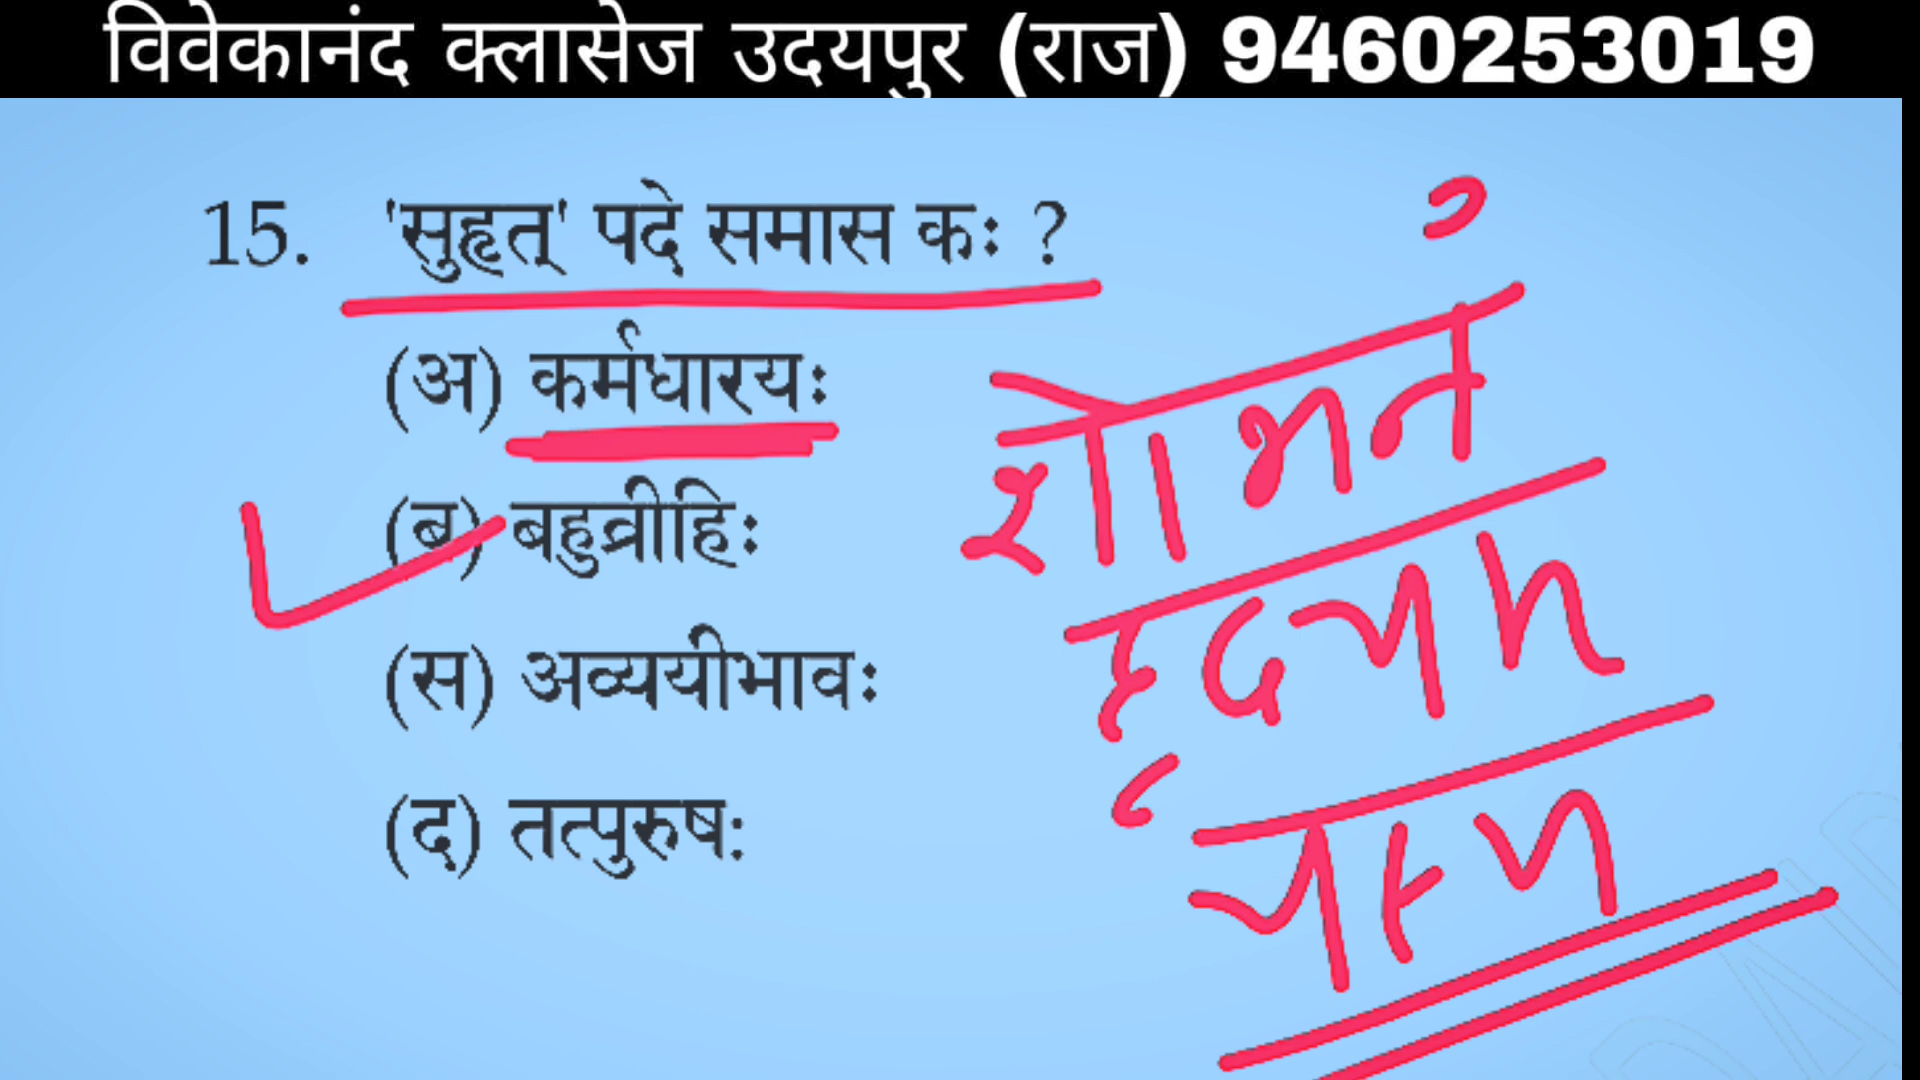 विवेकानंद क्लासेज उदयपुर (राज) 9460253019
15. 'सुहृत्' पदे समास कः ?
(अ) कर्मधारयः
(ब) बहुव्रीहिः
(स) अव्ययीभावः
(द) तत्पुरुषः
शोभनं
हृदयम्
यस्य